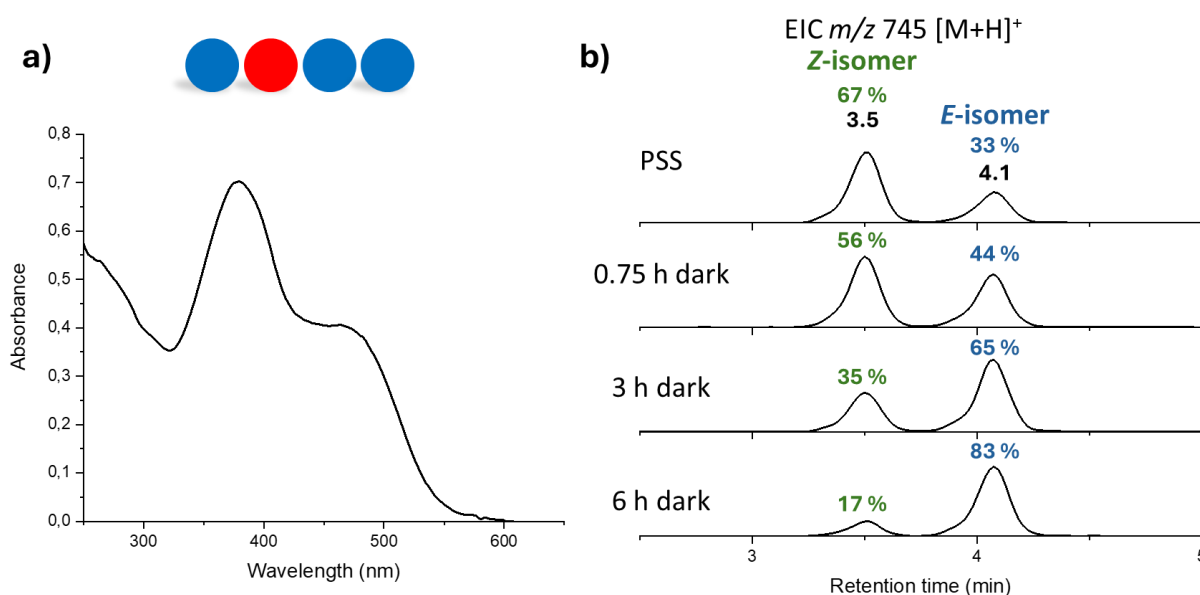 a)
0,8
0,7
0,6
0,5
0,4
0,3
0,2
0,1
0,0
Absorbance
300 400 500 600
Wavelength (nm)
b)
EIC m/z 745 [M+H]⁺
Z-isomer
67 %
3.5
E-isomer
33 %
4.1
PSS
56 %
44 %
0.75 h dark
35 %
65 %
3 h dark
17 %
83 %
6 h dark
3 4 5
Retention time (min)